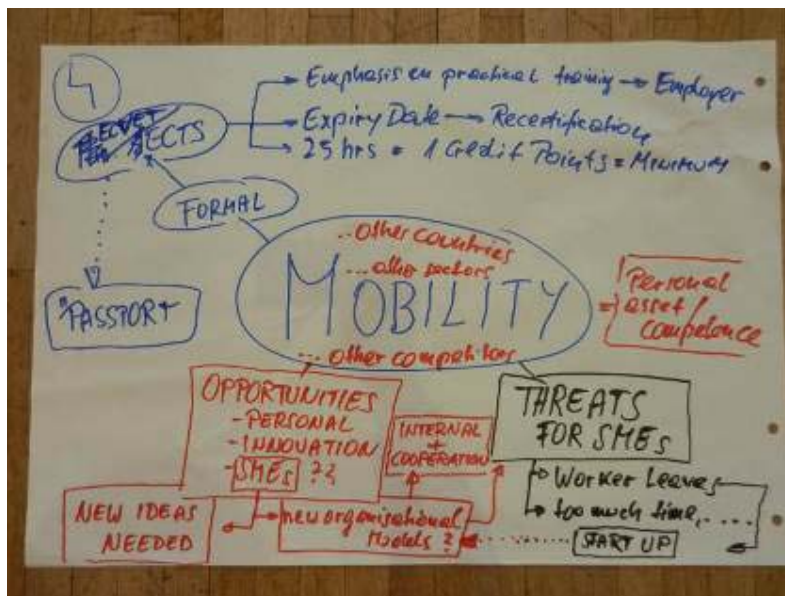 4
ECVET
ECTS
→ Emphasis on practical training → Employer
→ Expiry Date → Recertification
→ 25 hrs = 1 Credit Points = MINIMUM
FORMAL
"PASSPORT
...other countries
...other sectors
MOBILITY
... other competitors
=> Personal
asset/
competence
OPPORTUNITIES
- PERSONAL
- INNOVATION
- SMEs ??
INTERNAL
+
COOPERATION
THREATS
FOR SMEs
→ Worker Leaves
→ too much time, ....
START UP
NEW IDEAS
NEEDED
new organisational
Models ?